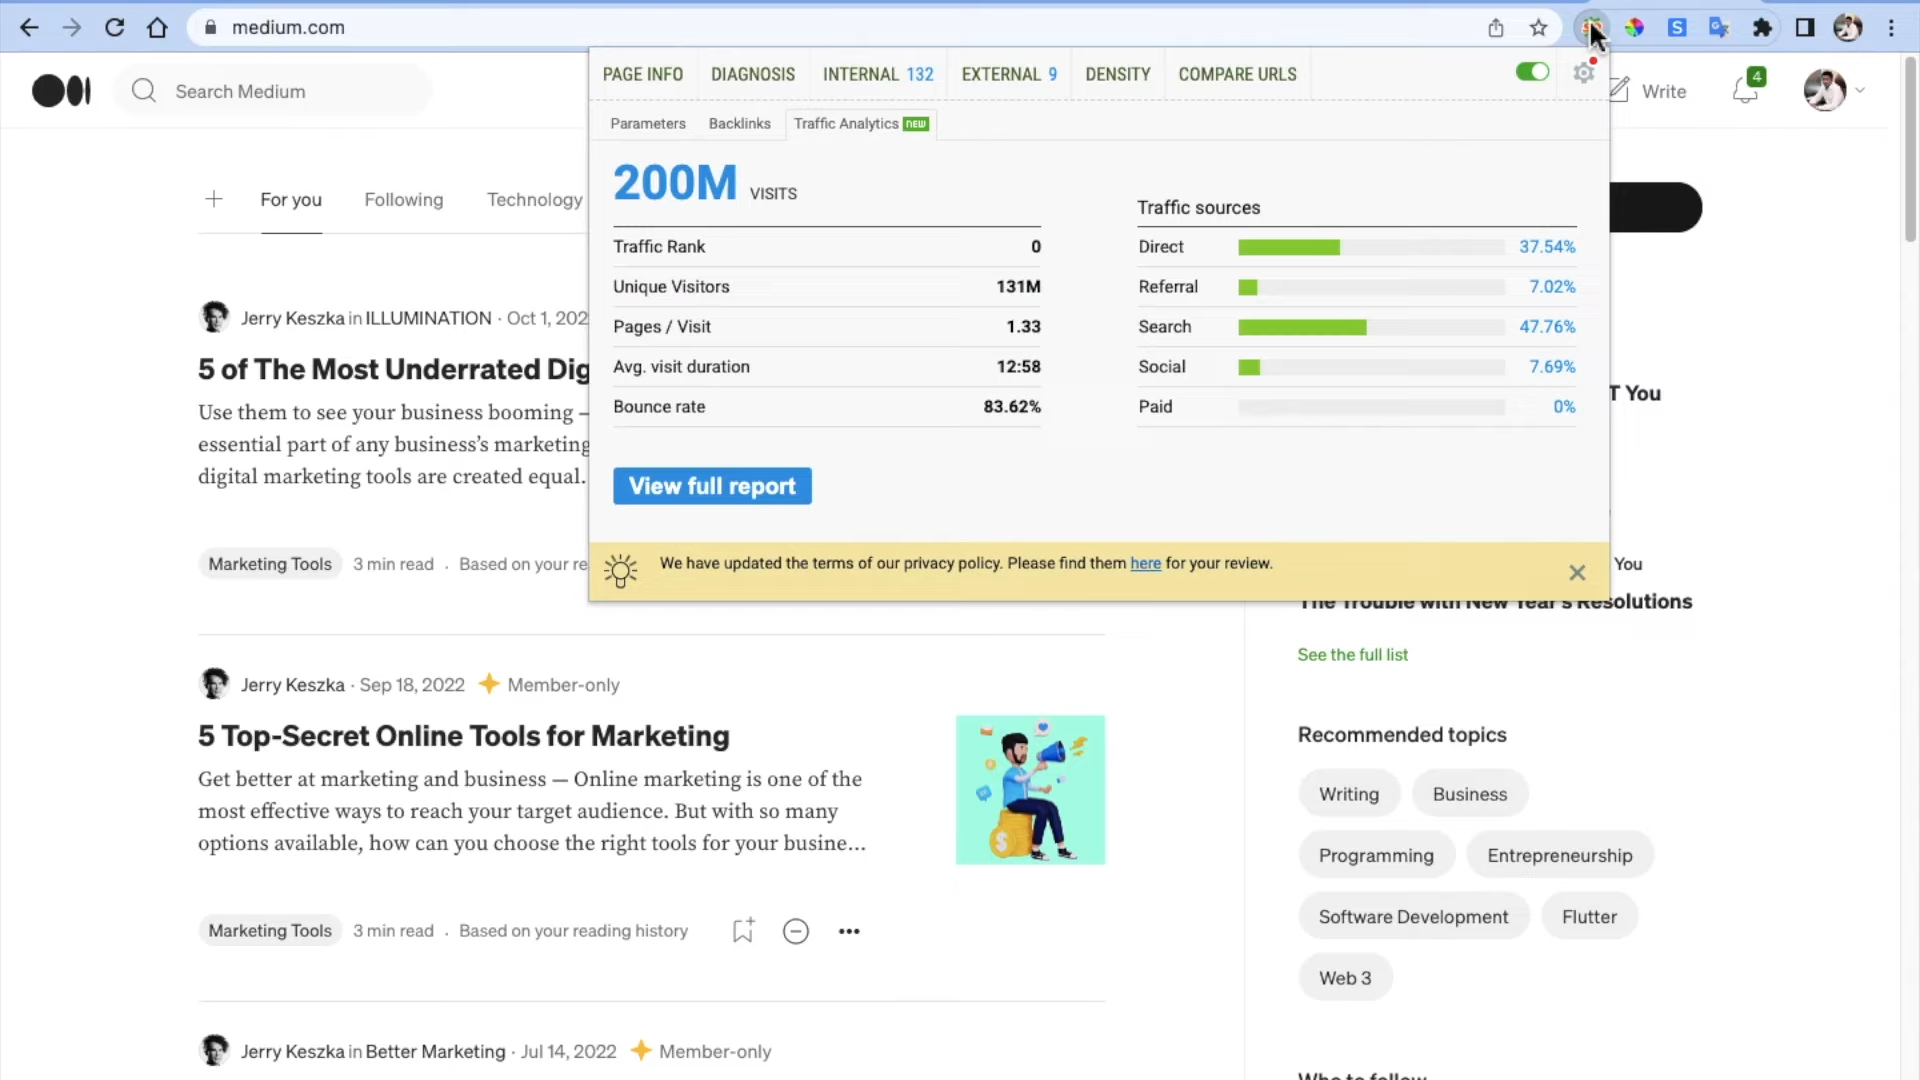 medium.com
PAGE INFO DIAGNOSIS INTERNAL 132 EXTERNAL 9 DENSITY COMPARE URLS
Search Medium
Write
4
Parameters Backlinks Traffic Analytics NEW
For you Following Technology
200M VISITS
Traffic Rank 0
Unique Visitors 131M
Pages / Visit 1.33
Avg. visit duration 12:58
Bounce rate 83.62%
Traffic sources
Direct 37.54%
Referral 7.02%
Search 47.76%
Social 7.69%
Paid 0%
View full report
We have updated the terms of our privacy policy. Please find them here for your review.
Jerry Keszka in ILLUMINATION · Oct 1, 202
5 of The Most Underrated Dig
Use them to see your business booming —
essential part of any business’s marketing
digital marketing tools are created equal.
Marketing Tools 3 min read . Based on your re
Jerry Keszka · Sep 18, 2022 Member-only
5 Top-Secret Online Tools for Marketing
Get better at marketing and business — Online marketing is one of the
most effective ways to reach your target audience. But with so many
options available, how can you choose the right tools for your busine...
Marketing Tools 3 min read . Based on your reading history
Jerry Keszka in Better Marketing · Jul 14, 2022 Member-only
T You
You
The Trouble with New Year's Resolutions
See the full list
Recommended topics
Writing Business
Programming Entrepreneurship
Software Development Flutter
Web 3
Who to follow